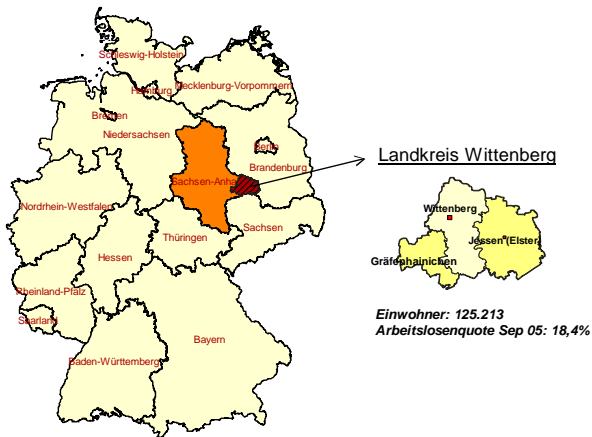 Schleswig-Holstein
Mecklenburg-Vorpommern
Hamburg
Bremen
Niedersachsen
Berlin
Brandenburg
Landkreis Wittenberg
Sachsen-Anha
Nordrhein-Westfalen
Wittenberg
Sachsen
Thüringen
Jessen (Elster)
Hessen
Gräfenhainichen
Rheinland-Pfalz
Saarland
Einwohner: 125.213
Arbeitslosenquote Sep 05: 18,4%
Bayern
Baden-Württemberg